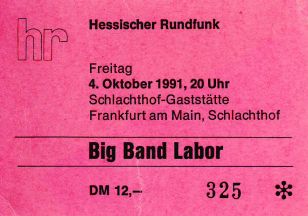 hr
Hessischer Rundfunk
Freitag
4. Oktober 1991, 20 Uhr
Schlachthof-Gaststätte
Frankfurt am Main, Schlachthof
Big Band Labor
DM 12,— 325 *